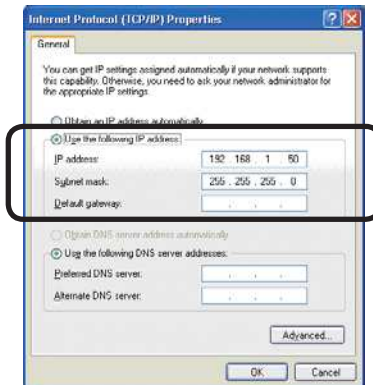 Internet Protocol (TCP/IP) Properties
General
You can get IP settings assigned automatically if your network supports
this capability. Otherwise, you need to ask your network administrator for
the appropriate IP settings.
Obtain an IP address automatically
Use the following IP address:
IP address: 192 . 168 . 1 . 50
Subnet mask: 255 . 255 . 255 . 0
Default gateway: . . .
Obtain DNS server address automatically
Use the following DNS server addresses:
Preferred DNS server: . . .
Alternate DNS server: . . .
Advanced...
OK Cancel